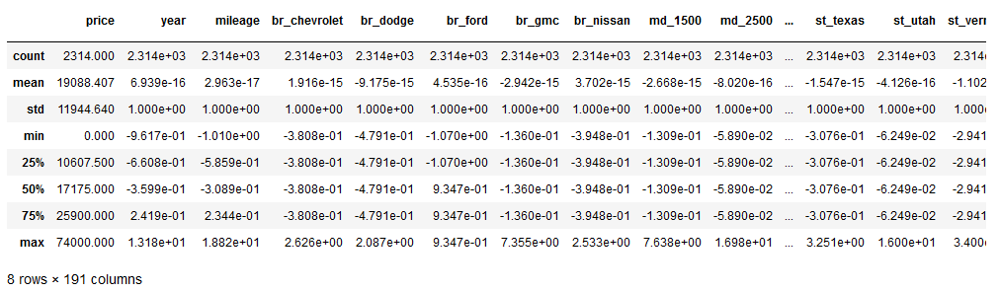 price year mileage br_chevrolet br_dodge br_ford br_gmc br_nissan md_1500 md_2500 ... st_texas st_utah st_verr
count 2314.000 2.314e+03 2.314e+03 2.314e+03 2.314e+03 2.314e+03 2.314e+03 2.314e+03 2.314e+03 2.314e+03 ... 2.314e+03 2.314e+03 2.314
mean 19088.407 6.939e-16 2.963e-17 1.916e-15 -9.175e-15 4.535e-16 -2.942e-15 3.702e-15 -2.668e-15 -8.020e-16 ... -1.547e-15 -4.126e-16 -1.102
std 11944.640 1.000e+00 1.000e+00 1.000e+00 1.000e+00 1.000e+00 1.000e+00 1.000e+00 1.000e+00 1.000e+00 ... 1.000e+00 1.000e+00 1.000
min 0.000 -9.617e-01 -1.010e+00 -3.808e-01 -4.791e-01 -1.070e+00 -1.360e-01 -3.948e-01 -1.309e-01 -5.890e-02 ... -3.076e-01 -6.249e-02 -2.941
25% 10607.500 -6.608e-01 -5.859e-01 -3.808e-01 -4.791e-01 -1.070e+00 -1.360e-01 -3.948e-01 -1.309e-01 -5.890e-02 ... -3.076e-01 -6.249e-02 -2.941
50% 17175.000 -3.599e-01 -3.089e-01 -3.808e-01 -4.791e-01 9.347e-01 -1.360e-01 -3.948e-01 -1.309e-01 -5.890e-02 ... -3.076e-01 -6.249e-02 -2.941
75% 25900.000 2.419e-01 2.344e-01 -3.808e-01 -4.791e-01 9.347e-01 -1.360e-01 -3.948e-01 -1.309e-01 -5.890e-02 ... -3.076e-01 -6.249e-02 -2.941
max 74000.000 1.318e+01 1.882e+01 2.626e+00 2.087e+00 9.347e-01 7.355e+00 2.533e+00 7.638e+00 1.698e+01 ... 3.251e+00 1.600e+01 3.400
8 rows × 191 columns